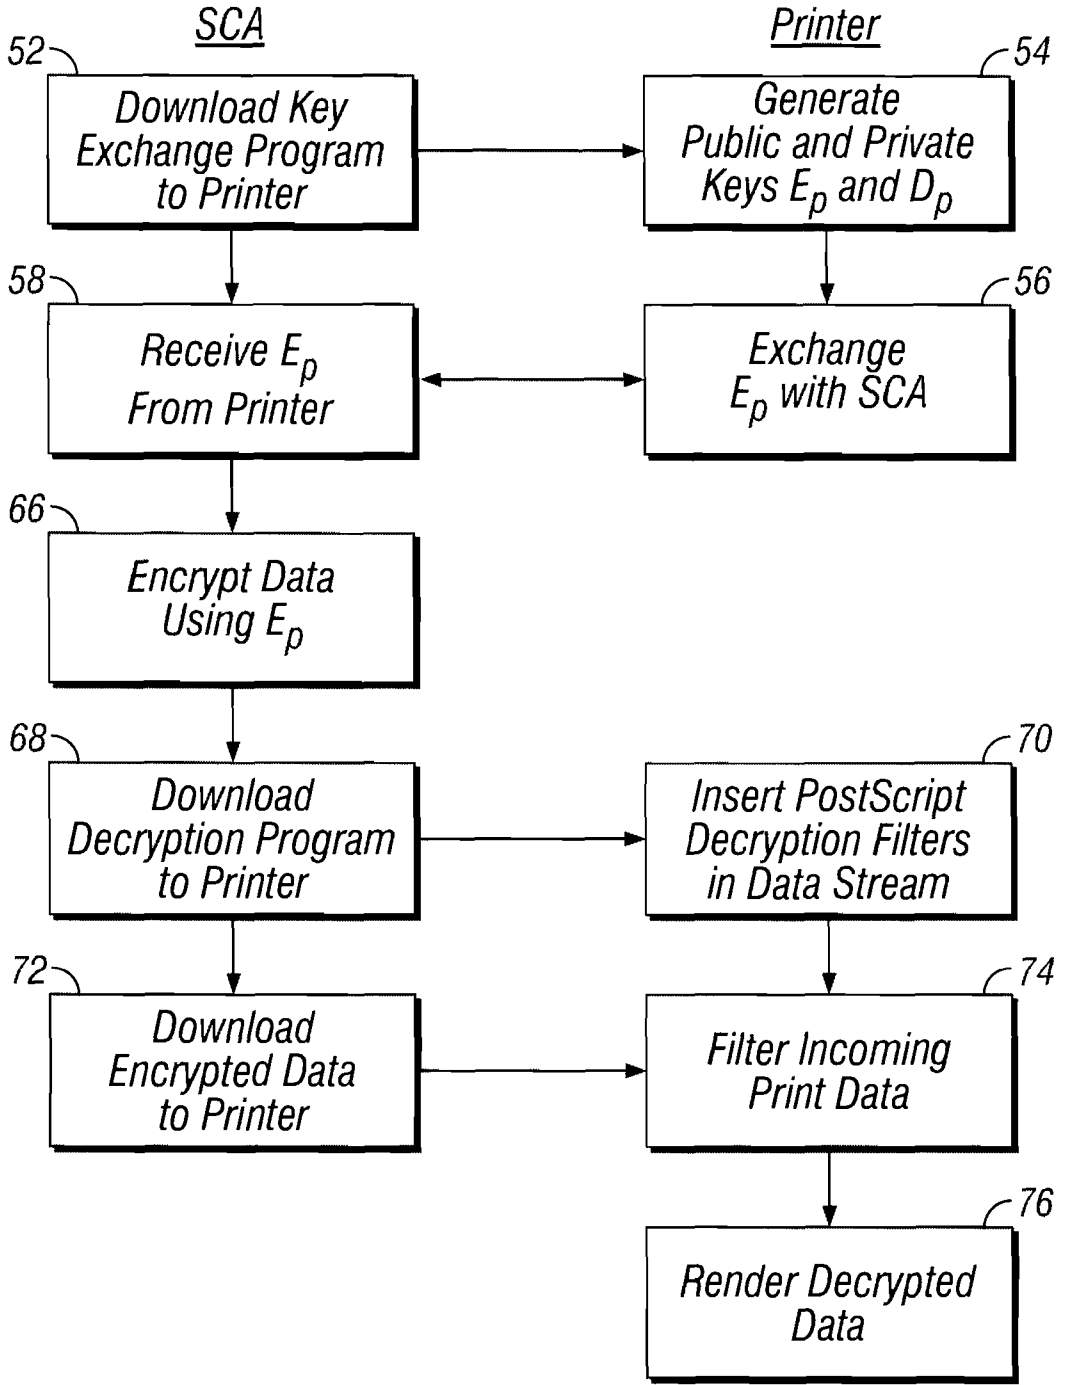 SCA
Printer
52
54
Download Key
Exchange Program
to Printer
Generate
Public and Private
Keys Ep and Dp
58
56
Receive Ep
From Printer
Exchange
Ep with SCA
66
Encrypt Data
Using Ep
68
70
Download
Decryption Program
to Printer
Insert PostScript
Decryption Filters
in Data Stream
72
74
Download
Encrypted Data
to Printer
Filter Incoming
Print Data
76
Render Decrypted
Data